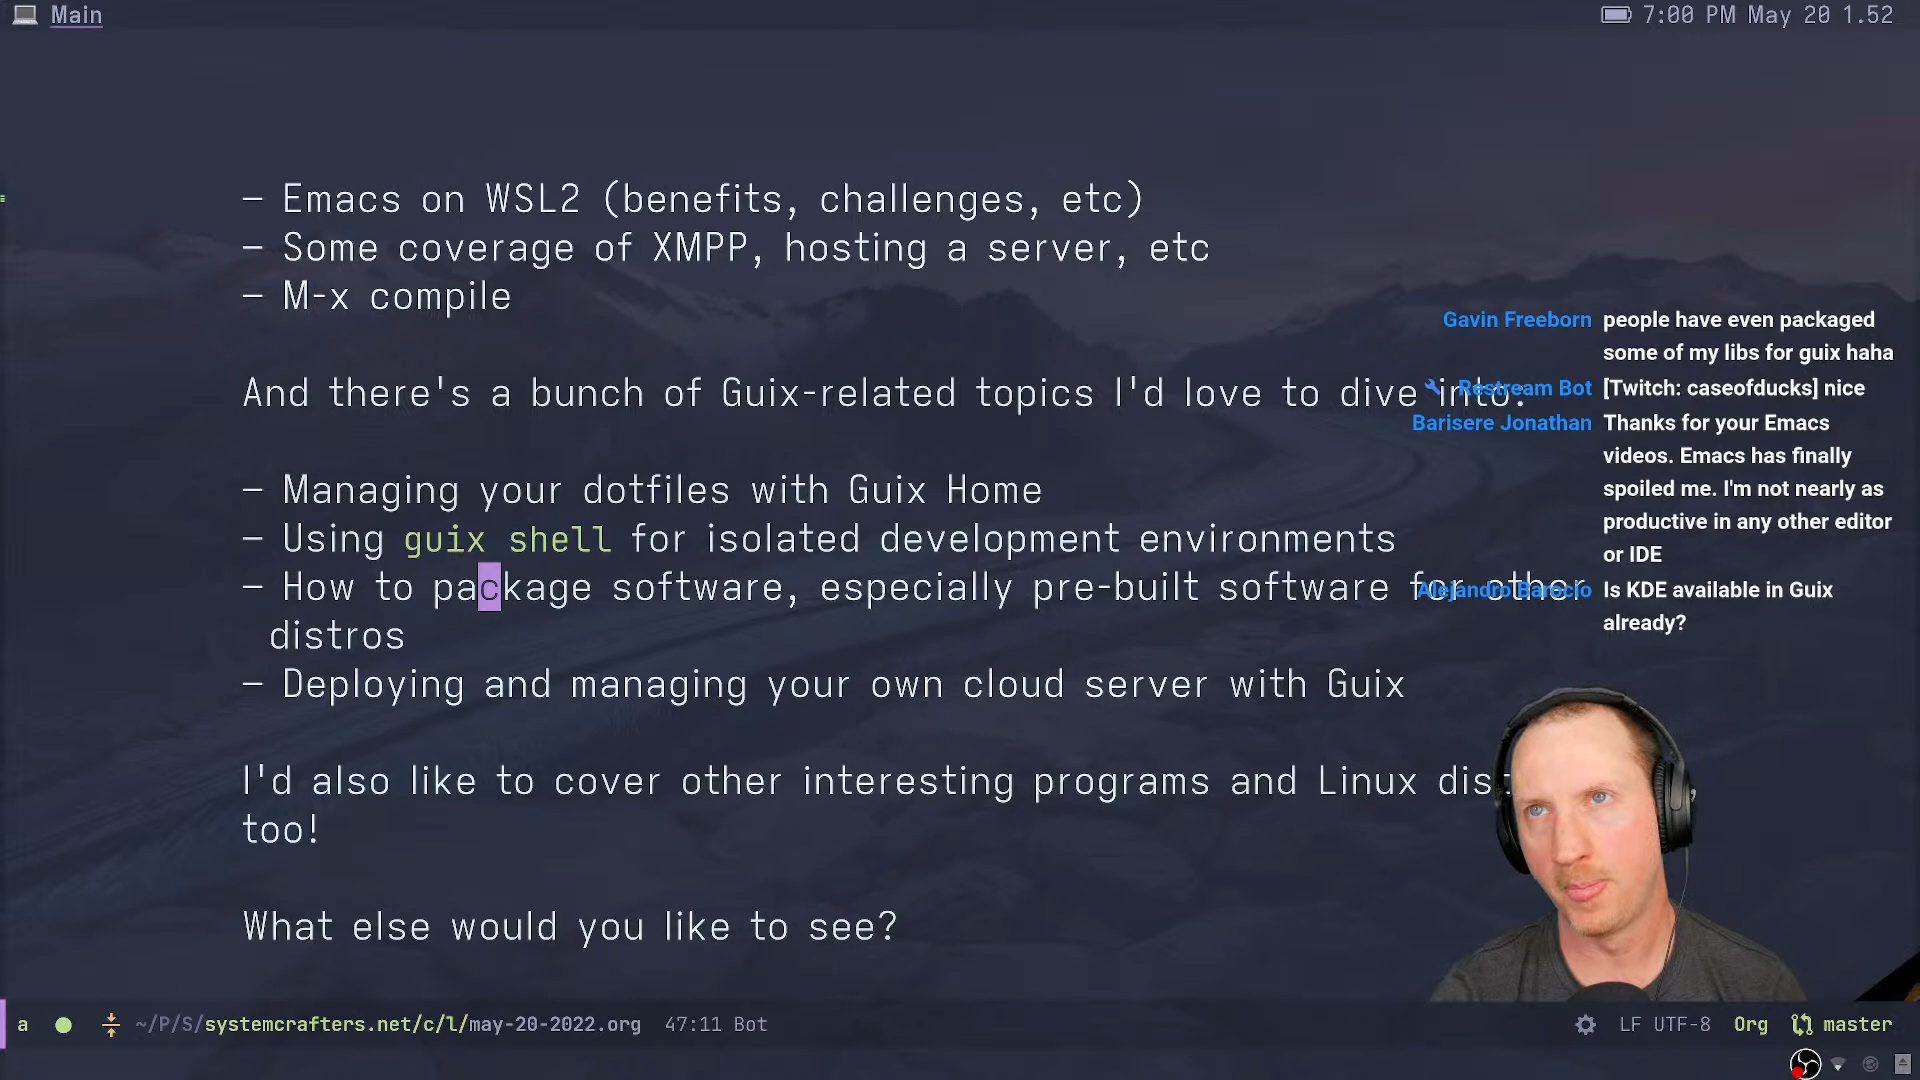 Main
7:00 PM May 20 1.52
– Emacs on WSL2 (benefits, challenges, etc)
– Some coverage of XMPP, hosting a server, etc
– M-x compile
And there's a bunch of Guix-related topics I'd love to dive into:
– Managing your dotfiles with Guix Home
– Using guix shell for isolated development environments
– How to package software, especially pre-built software for other
distros
– Deploying and managing your own cloud server with Guix
I'd also like to cover other interesting programs and Linux
too!
What else would you like to see?
Gavin Freeborn people have even packaged
some of my libs for guix haha
Restream Bot [Twitch: caseofducks] nice
Barisere Jonathan Thanks for your Emacs
videos. Emacs has finally
spoiled me. I'm not nearly as
productive in any other editor
or IDE
Alejandro Barocio Is KDE available in Guix
already?
a ~/P/S/systemcrafters.net/c/l/may-20-2022.org 47:11 Bot
LF UTF-8 Org master